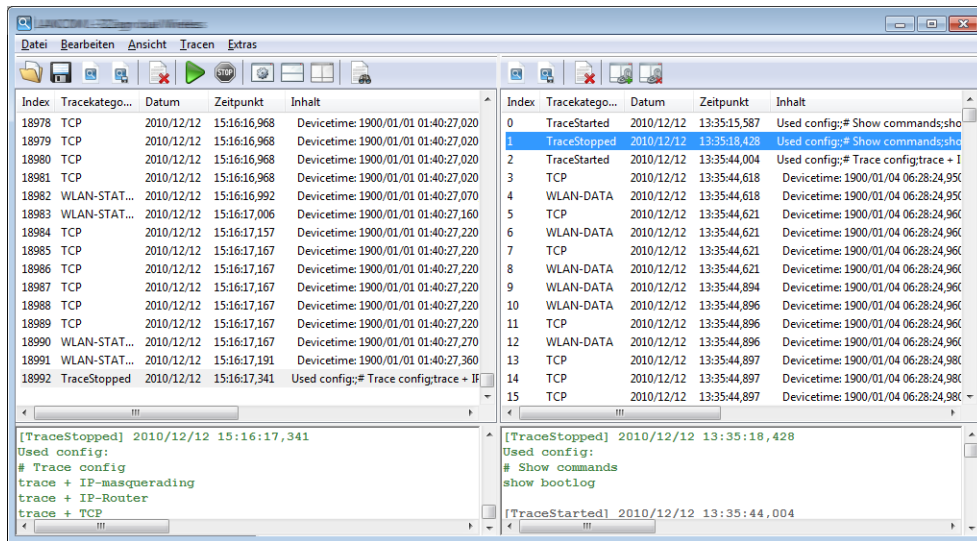 Datei Bearbeiten Ansicht Tracen Extras
STOP
Index Tracekatego... Datum Zeitpunkt Inhalt
18978 TCP 2010/12/12 15:16:16,968 Devicetime: 1900/01/01 01:40:27,020
18979 TCP 2010/12/12 15:16:16,968 Devicetime: 1900/01/01 01:40:27,020
18980 TCP 2010/12/12 15:16:16,968 Devicetime: 1900/01/01 01:40:27,020
18981 TCP 2010/12/12 15:16:16,968 Devicetime: 1900/01/01 01:40:27,020
18982 WLAN-STAT... 2010/12/12 15:16:16,992 Devicetime: 1900/01/01 01:40:27,070
18983 WLAN-STAT... 2010/12/12 15:16:17,006 Devicetime: 1900/01/01 01:40:27,160
18984 TCP 2010/12/12 15:16:17,157 Devicetime: 1900/01/01 01:40:27,220
18985 TCP 2010/12/12 15:16:17,167 Devicetime: 1900/01/01 01:40:27,220
18986 TCP 2010/12/12 15:16:17,167 Devicetime: 1900/01/01 01:40:27,220
18987 TCP 2010/12/12 15:16:17,167 Devicetime: 1900/01/01 01:40:27,220
18988 TCP 2010/12/12 15:16:17,167 Devicetime: 1900/01/01 01:40:27,220
18989 TCP 2010/12/12 15:16:17,167 Devicetime: 1900/01/01 01:40:27,220
18990 WLAN-STAT... 2010/12/12 15:16:17,167 Devicetime: 1900/01/01 01:40:27,270
18991 WLAN-STAT... 2010/12/12 15:16:17,191 Devicetime: 1900/01/01 01:40:27,360
18992 TraceStopped 2010/12/12 15:16:17,341 Used config:;# Trace config;trace + IP
[TraceStopped] 2010/12/12 15:16:17,341
Used config:
# Trace config
trace + IP-masquerading
trace + IP-Router
trace + TCP
Index Tracekatego... Datum Zeitpunkt Inhalt
0 TraceStarted 2010/12/12 13:35:15,587 Used config:;# Show commands;sho
1 TraceStopped 2010/12/12 13:35:18,428 Used config:;# Show commands;sho
2 TraceStarted 2010/12/12 13:35:44,004 Used config:;# Trace config;trace + I
3 TCP 2010/12/12 13:35:44,618 Devicetime: 1900/01/04 06:28:24,950
4 WLAN-DATA 2010/12/12 13:35:44,618 Devicetime: 1900/01/04 06:28:24,950
5 TCP 2010/12/12 13:35:44,621 Devicetime: 1900/01/04 06:28:24,960
6 WLAN-DATA 2010/12/12 13:35:44,621 Devicetime: 1900/01/04 06:28:24,960
7 TCP 2010/12/12 13:35:44,621 Devicetime: 1900/01/04 06:28:24,960
8 WLAN-DATA 2010/12/12 13:35:44,621 Devicetime: 1900/01/04 06:28:24,960
9 WLAN-DATA 2010/12/12 13:35:44,894 Devicetime: 1900/01/04 06:28:24,960
10 WLAN-DATA 2010/12/12 13:35:44,896 Devicetime: 1900/01/04 06:28:24,960
11 TCP 2010/12/12 13:35:44,896 Devicetime: 1900/01/04 06:28:24,960
12 WLAN-DATA 2010/12/12 13:35:44,896 Devicetime: 1900/01/04 06:28:24,960
13 TCP 2010/12/12 13:35:44,897 Devicetime: 1900/01/04 06:28:24,980
14 TCP 2010/12/12 13:35:44,897 Devicetime: 1900/01/04 06:28:24,980
15 TCP 2010/12/12 13:35:44,897 Devicetime: 1900/01/04 06:28:24,980
[TraceStopped] 2010/12/12 13:35:18,428
Used config:
# Show commands
show bootlog
[TraceStarted] 2010/12/12 13:35:44,004